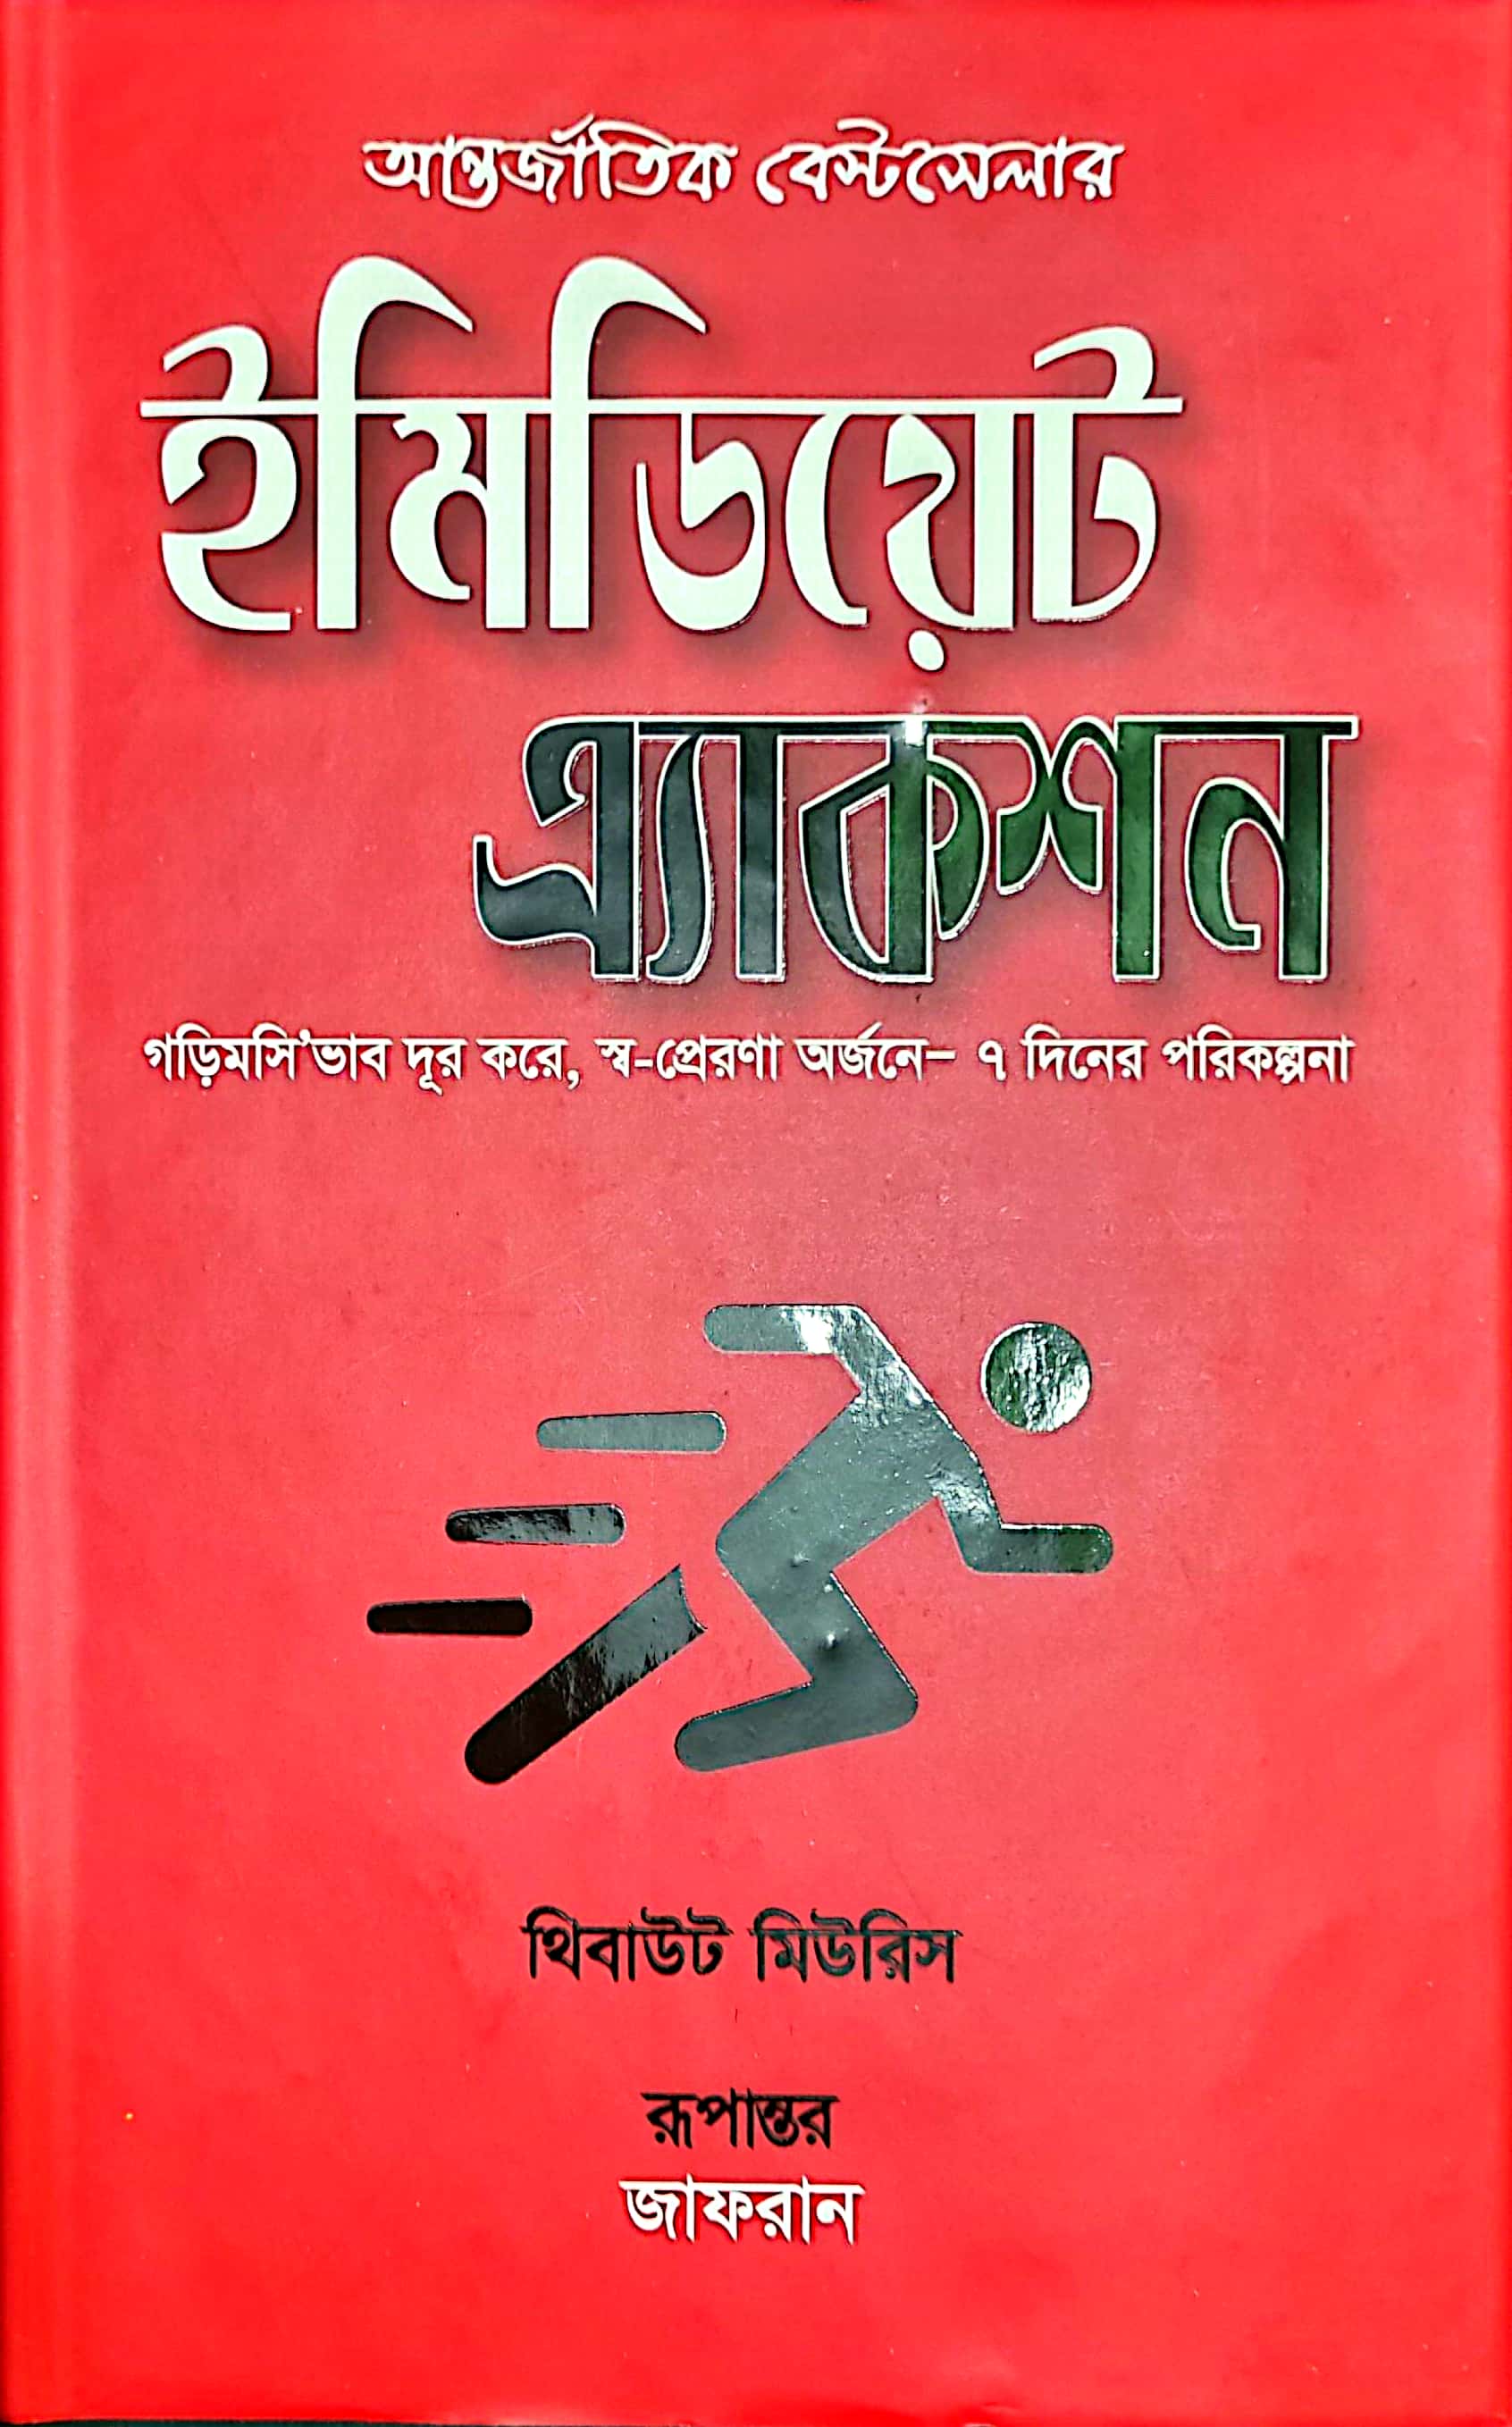 আন্তর্জাতিক বেস্টসেলার
ইমিডিয়েট
এ্যাকশন
গড়িমসি'ভাব দূর করে, স্ব-প্রেরণা অর্জনে– ৭ দিনের পরিকল্পনা
থিবাউট মিউরিস
রূপান্তর
জাফরান